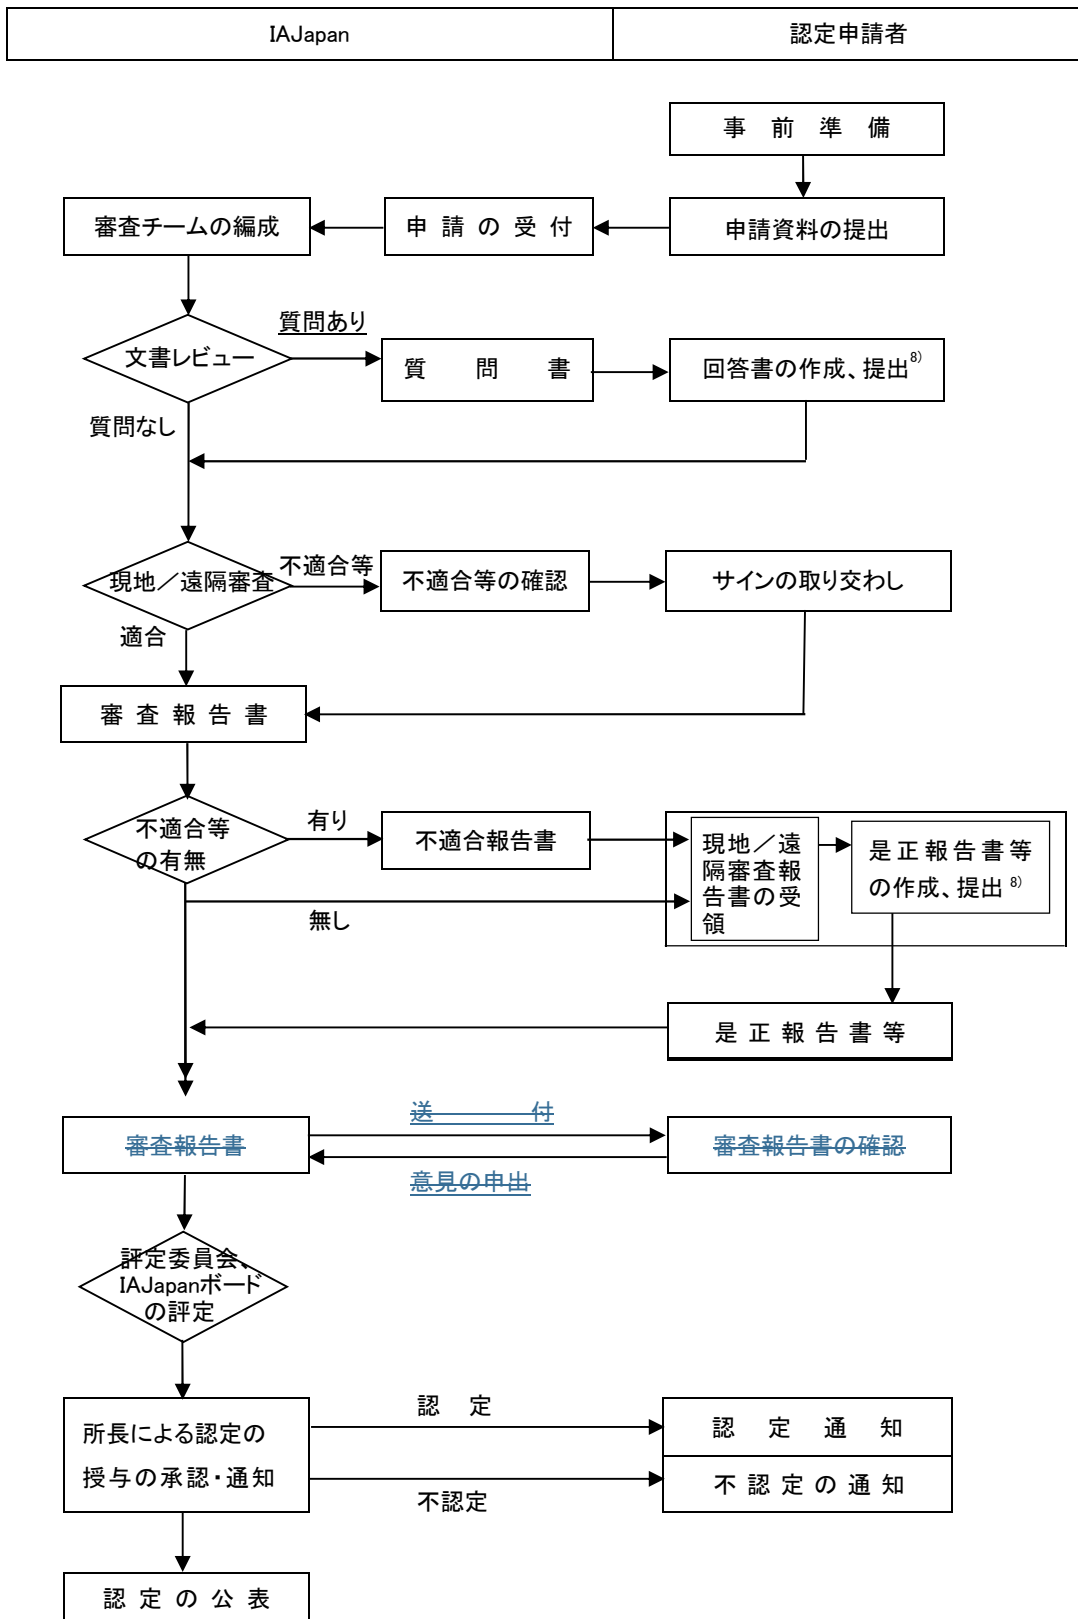 IAJapan
認定申請者
事 前 準 備
審査チームの編成
申 請 の 受 付
申請資料の提出
質問あり
文書レビュー
質 問 書
回答書の作成、提出8)
質問なし
現地／遠隔審査
不適合等
不適合等の確認
サインの取り交わし
適合
審 査 報 告 書
不適合等
の有無
有り
不適合報告書
現地／遠
隔審査報
告書の受
領
是正報告書等
の作成、提出 8)
無し
是 正 報 告 書 等
送 付
審査報告書
審査報告書の確認
意見の申出
評定委員会、
IAJapanボード
の評定
所長による認定の
授与の承認・通知
認 定
認 定 通 知
不認定
不 認 定 の 通 知
認 定 の 公 表